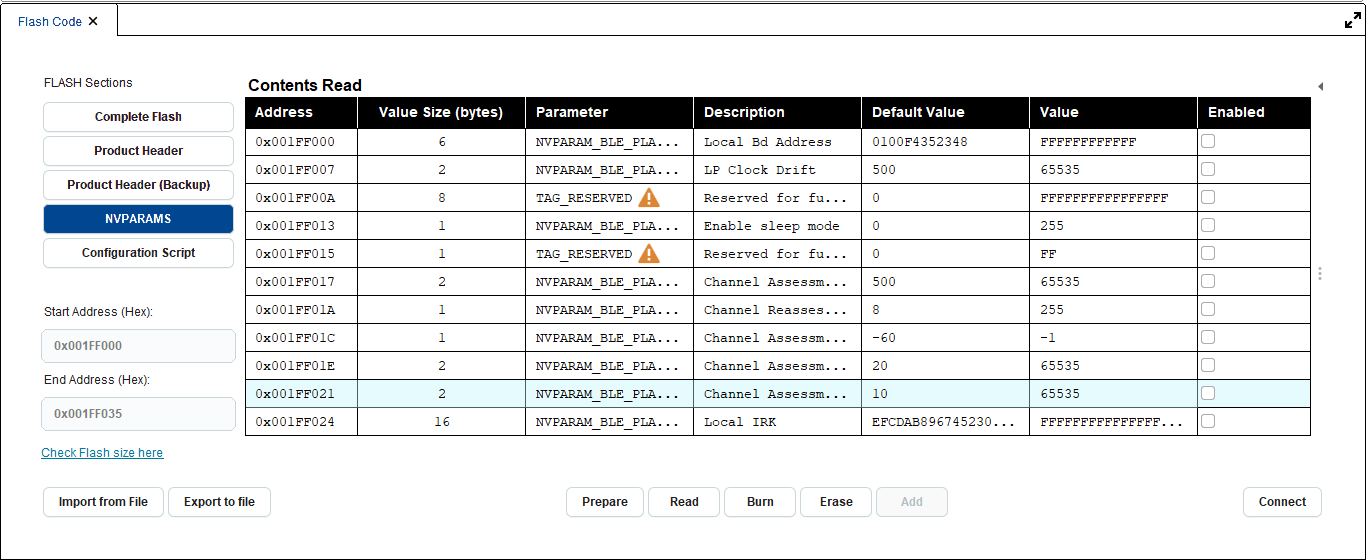 Flash Code ✕
FLASH Sections
Complete Flash
Product Header
Product Header (Backup)
NVPARAMS
Configuration Script
Start Address (Hex):
0x001FF000
End Address (Hex):
0x001FF035
Check Flash size here
Contents Read
Address Value Size (bytes) Parameter Description Default Value Value Enabled
0x001FF000 6 NVPARAM_BLE_PLA... Local Bd Address 0100F4352348 FFFFFFFFFFFF
0x001FF007 2 NVPARAM_BLE_PLA... LP Clock Drift 500 65535
0x001FF00A 8 TAG_RESERVED Reserved for fu... 0 FFFFFFFFFFFFFFFF
0x001FF013 1 NVPARAM_BLE_PLA... Enable sleep mode 0 255
0x001FF015 1 TAG_RESERVED Reserved for fu... 0 FF
0x001FF017 2 NVPARAM_BLE_PLA... Channel Assessm... 500 65535
0x001FF01A 1 NVPARAM_BLE_PLA... Channel Reasses... 8 255
0x001FF01C 1 NVPARAM_BLE_PLA... Channel Assessm... -60 -1
0x001FF01E 2 NVPARAM_BLE_PLA... Channel Assessm... 20 65535
0x001FF021 2 NVPARAM_BLE_PLA... Channel Assessm... 10 65535
0x001FF024 16 NVPARAM_BLE_PLA... Local IRK EFCDAB896745230... FFFFFFFFFFFFFFF...
Import from File Export to file Prepare Read Burn Erase Add Connect